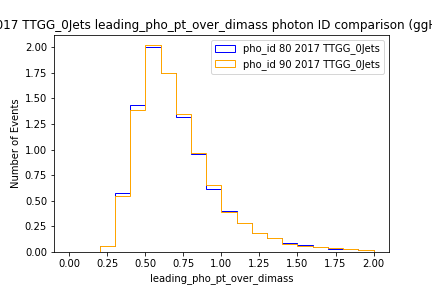 017 TTGG_0Jets leading_pho_pt_over_dimass photon ID comparison (ggH
2.00
1.75
1.50
1.25
1.00
0.75
0.50
0.25
0.00
Number of Events
pho_id 80 2017 TTGG_0Jets
pho_id 90 2017 TTGG_0Jets
0.00 0.25 0.50 0.75 1.00 1.25 1.50 1.75 2.00
leading_pho_pt_over_dimass